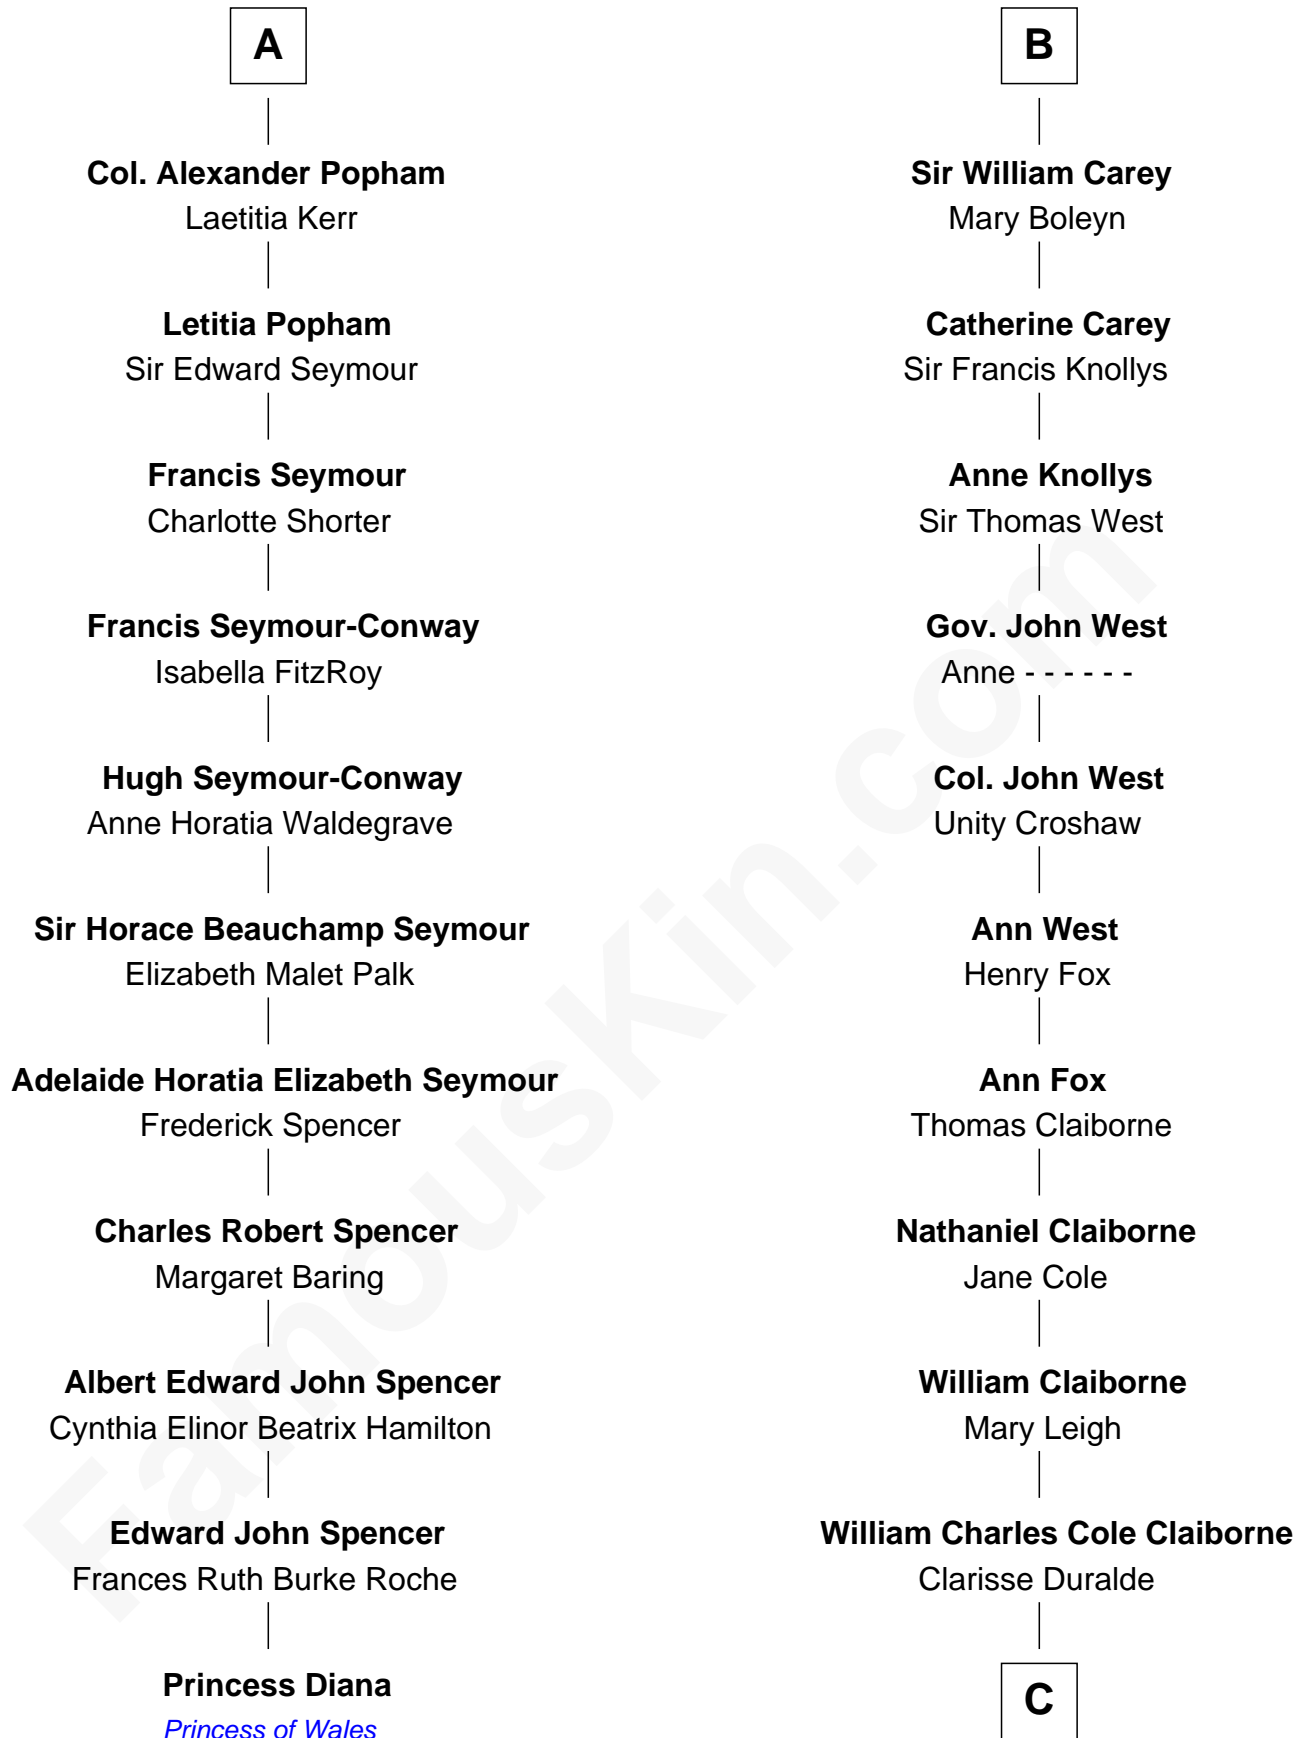 A
Col. Alexander Popham
Laetitia Kerr
Letitia Popham
Sir Edward Seymour
Francis Seymour
Charlotte Shorter
Francis Seymour-Conway
Isabella FitzRoy
Hugh Seymour-Conway
Anne Horatia Waldegrave
Sir Horace Beauchamp Seymour
Elizabeth Malet Palk
Adelaide Horatia Elizabeth Seymour
Frederick Spencer
Charles Robert Spencer
Margaret Baring
Albert Edward John Spencer
Cynthia Elinor Beatrix Hamilton
Edward John Spencer
Frances Ruth Burke Roche
Princess Diana
Princess of Wales
B
Sir William Carey
Mary Boleyn
Catherine Carey
Sir Francis Knollys
Anne Knollys
Sir Thomas West
Gov. John West
Anne - - - - - -
Col. John West
Unity Croshaw
Ann West
Henry Fox
Ann Fox
Thomas Claiborne
Nathaniel Claiborne
Jane Cole
William Claiborne
Mary Leigh
William Charles Cole Claiborne
Clarisse Duralde
C
FamousKin.com